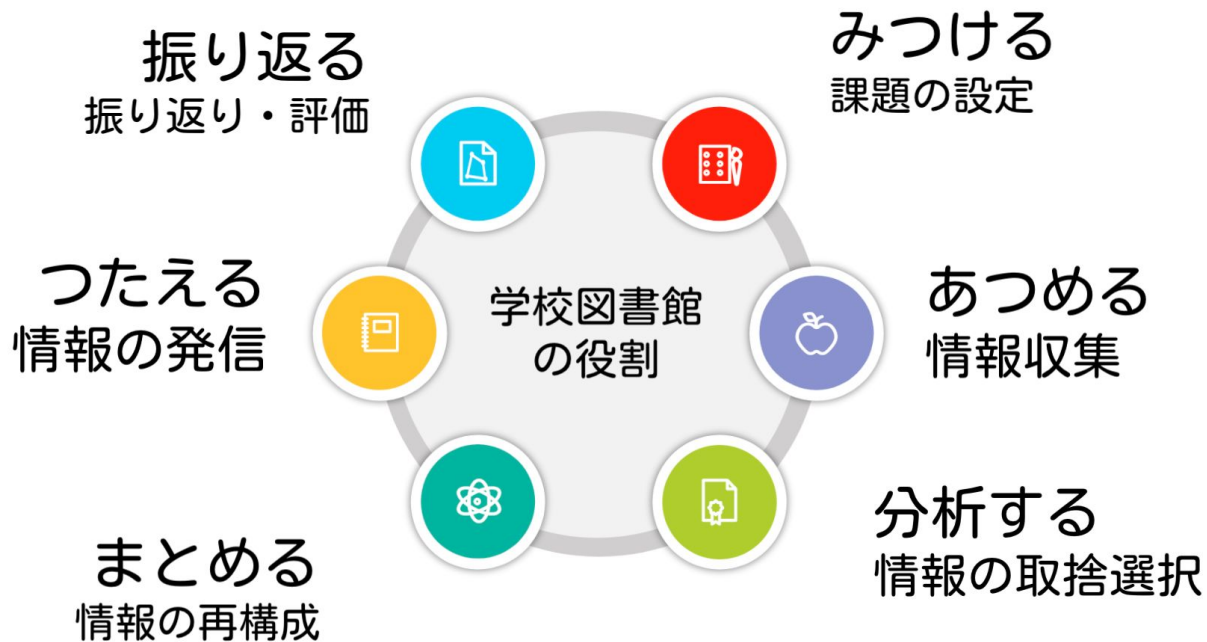 振り返る
振り返り・評価
みつける
課題の設定
つたえる
情報の発信
学校図書館
の役割
あつめる
情報収集
まとめる
情報の再構成
分析する
情報の取捨選択